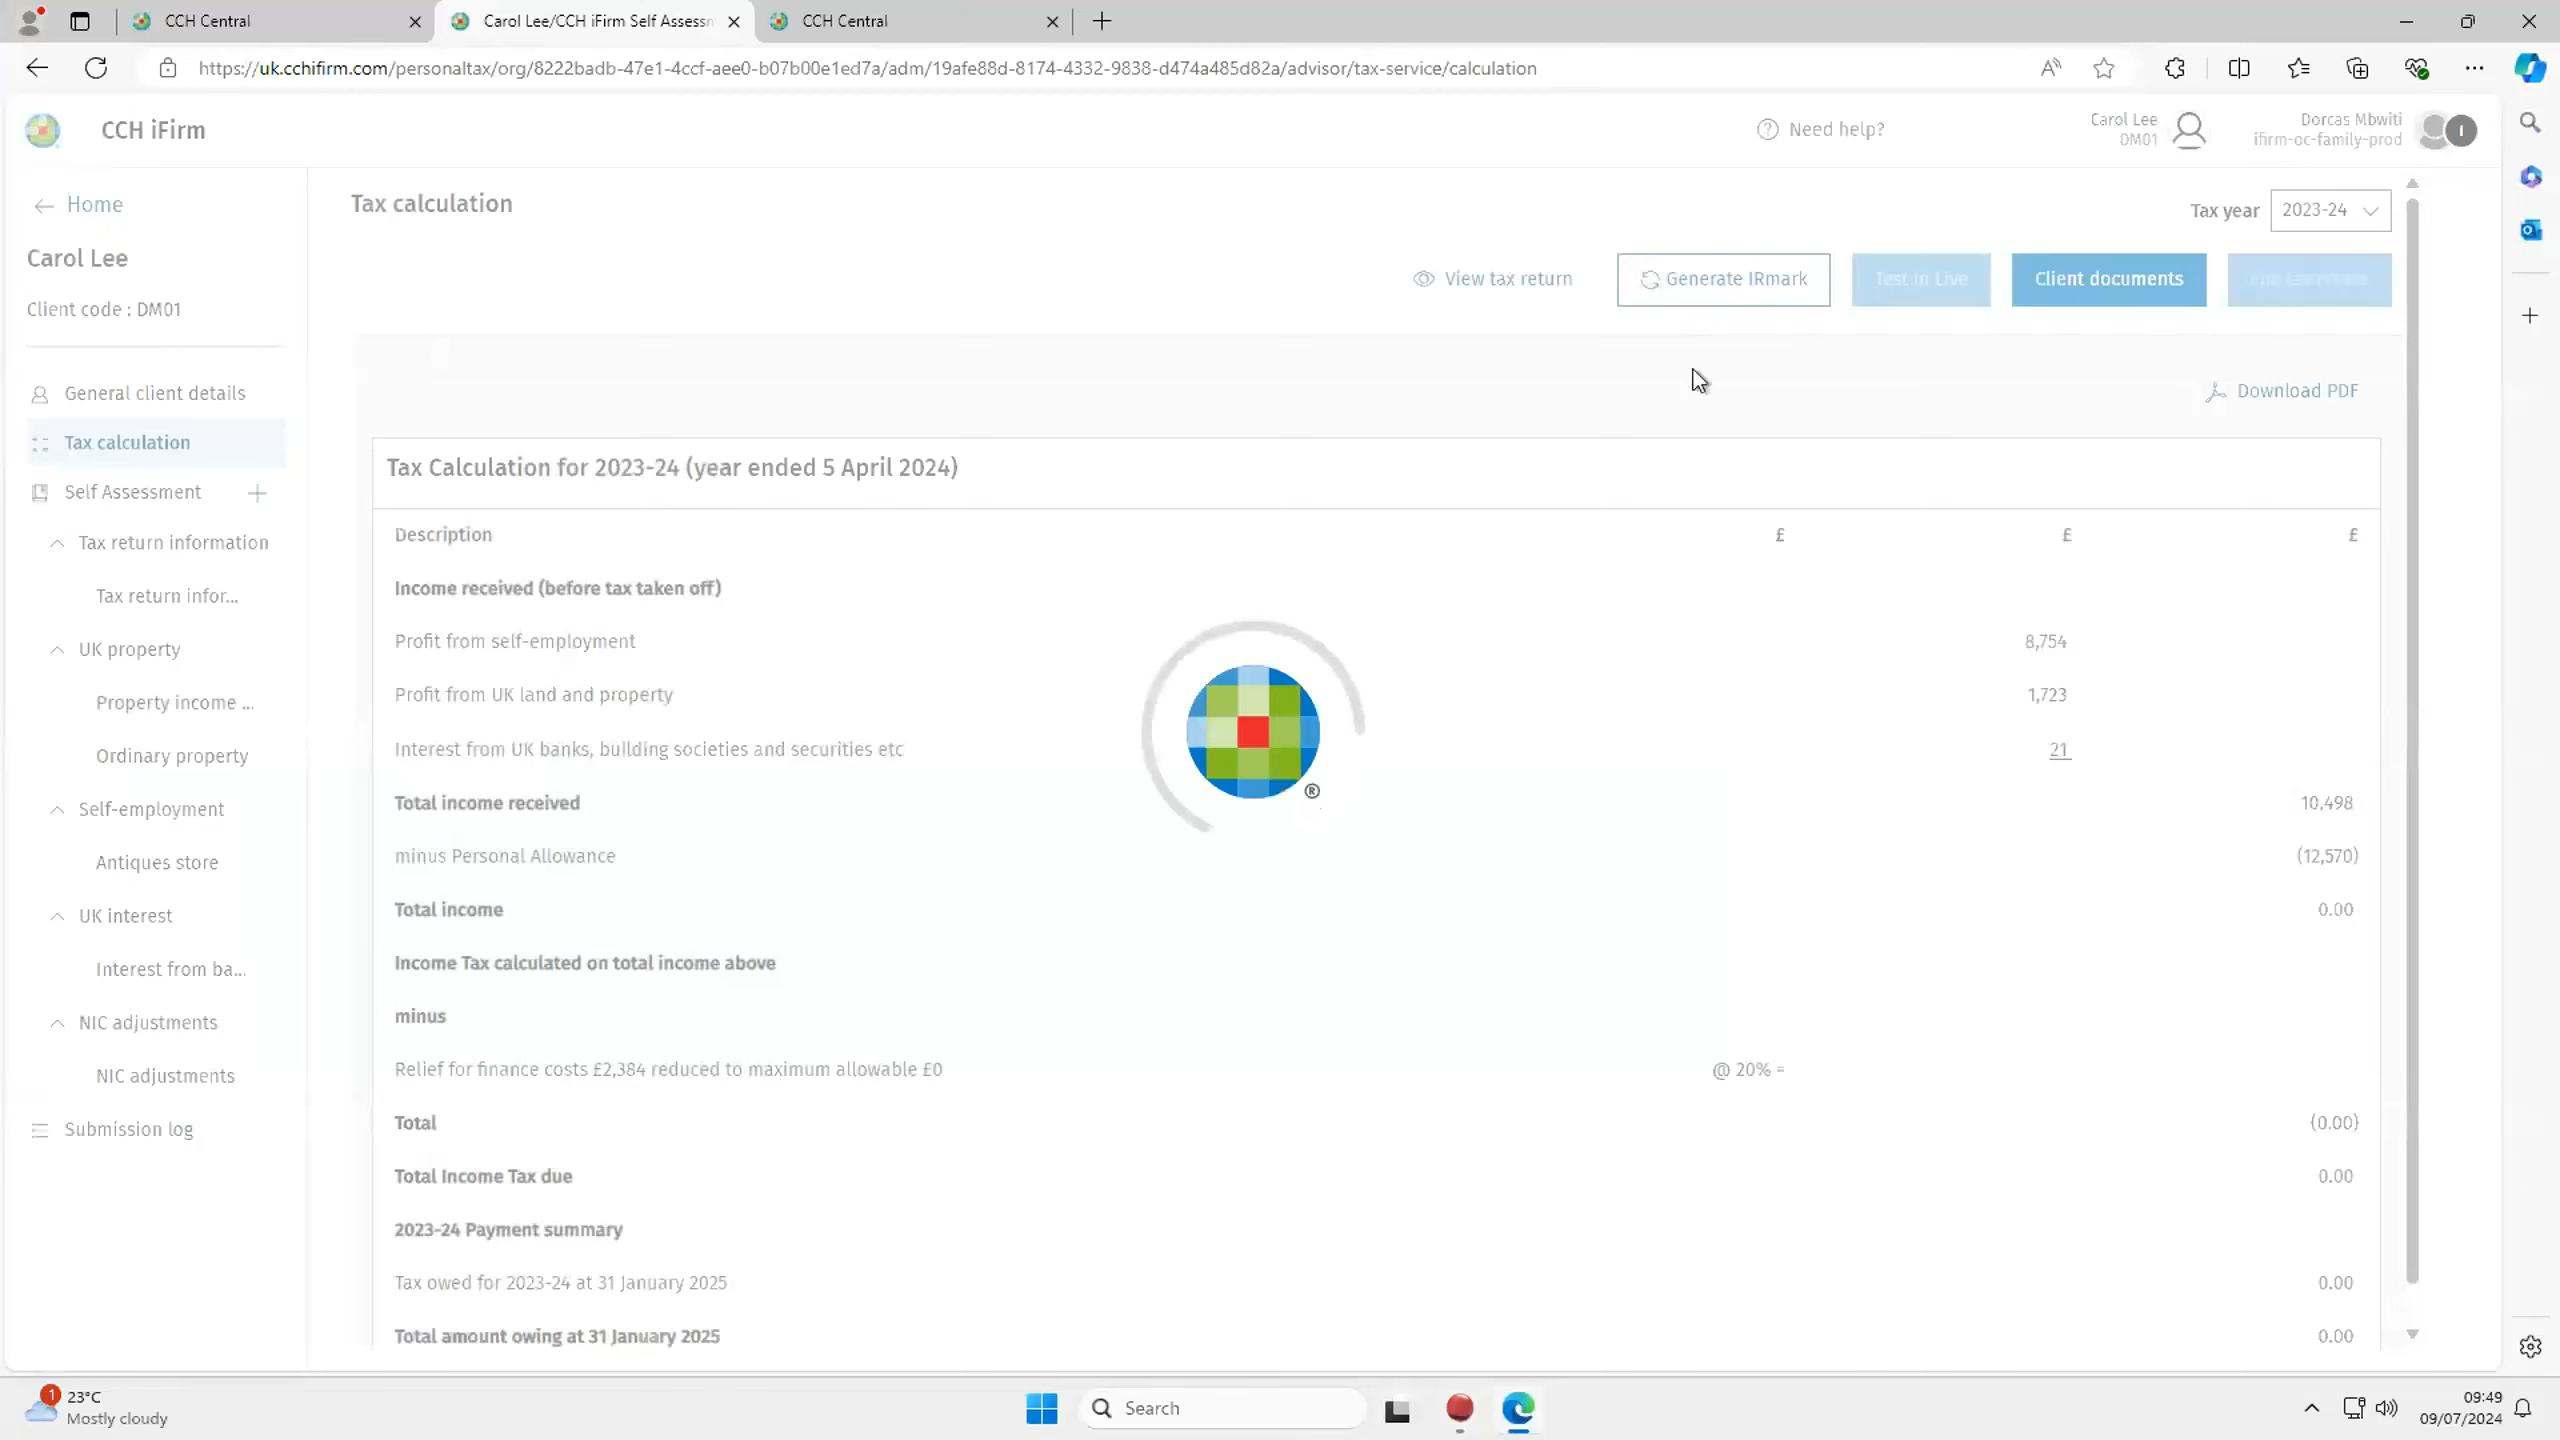 CCH Central
Carol Lee/CCH iFirm Self Assessm
CCH Central
https://uk.cchifirm.com/personaltax/org/8222badb-47e1-4ccf-aee0-b07b00e1ed7a/adm/19afe88d-8174-4332-9838-d474a485d82a/advisor/tax-service/calculation
CCH iFirm
Need help?
Carol Lee
DM01
Dorcas Mbwiti
ifirm-oc-family-prod
I
Home
Carol Lee
Client code : DM01
General client details
Tax calculation
Self Assessment
Tax return information
Tax return infor...
UK property
Property income ...
Ordinary property
Self-employment
Antiques store
UK interest
Interest from ba...
NIC adjustments
NIC adjustments
Submission log
Tax calculation
Tax year 2023-24
View tax return
Generate IRmark
Test in Live
Client documents
Download PDF
Tax Calculation for 2023-24 (year ended 5 April 2024)
Description £ £ £
Income received (before tax taken off)
Profit from self-employment 8,754
Profit from UK land and property 1,723
Interest from UK banks, building societies and securities etc 21
Total income received 10,498
minus Personal Allowance (12,570)
Total income 0.00
Income Tax calculated on total income above
minus
Relief for finance costs £2,384 reduced to maximum allowable £0 @ 20% =
Total (0.00)
Total Income Tax due 0.00
2023-24 Payment summary
Tax owed for 2023-24 at 31 January 2025 0.00
Total amount owing at 31 January 2025 0.00
®
1
23°C
Mostly cloudy
Search
09:49
09/07/2024